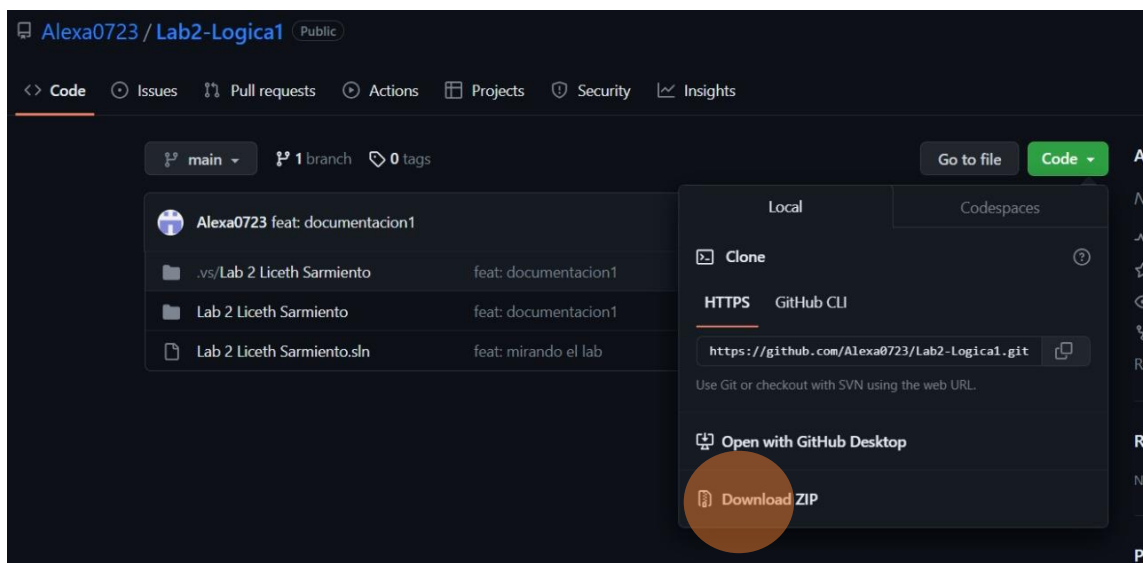 Alexa0723 / Lab2-Logica1 Public
<> Code Issues Pull requests Actions Projects Security Insights
main 1 branch 0 tags Go to file Code A
Local Codespaces
Alexa0723 feat: documentacion1
Clone
.vs/Lab 2 Liceth Sarmiento feat: documentacion1
HTTPS GitHub CLI
Lab 2 Liceth Sarmiento feat: documentacion1
https://github.com/Alexa0723/Lab2-Logica1.git
Lab 2 Liceth Sarmiento.sln feat: mirando el lab
Use Git or checkout with SVN using the web URL.
Open with GitHub Desktop
Download ZIP